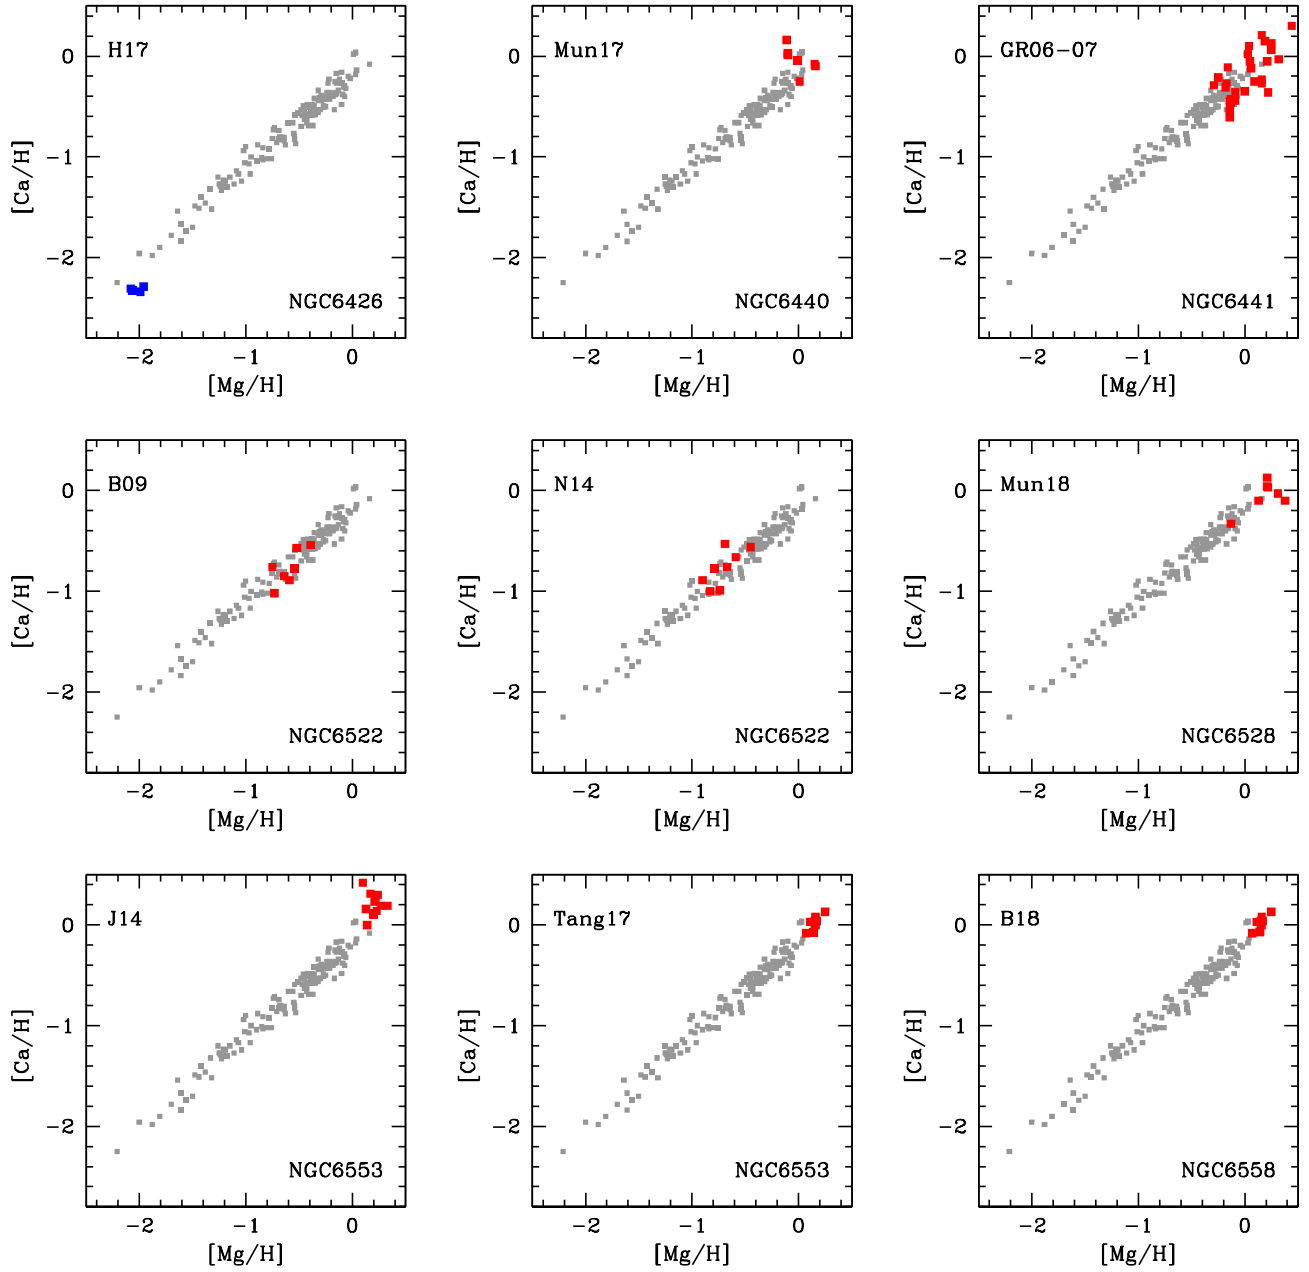 H17
Mun17
GR06-07
0
0
0
−1
−1
−1
−2
−2
−2
[Ca/H]
[Ca/H]
[Ca/H]
NGC6426
NGC6440
NGC6441
−2 −1 0
−2 −1 0
−2 −1 0
[Mg/H]
[Mg/H]
[Mg/H]
B09
N14
Mun18
0
0
0
−1
−1
−1
−2
−2
−2
[Ca/H]
[Ca/H]
[Ca/H]
NGC6522
NGC6522
NGC6528
−2 −1 0
−2 −1 0
−2 −1 0
[Mg/H]
[Mg/H]
[Mg/H]
J14
Tang17
B18
0
0
0
−1
−1
−1
−2
−2
−2
[Ca/H]
[Ca/H]
[Ca/H]
NGC6553
NGC6553
NGC6558
−2 −1 0
−2 −1 0
−2 −1 0
[Mg/H]
[Mg/H]
[Mg/H]